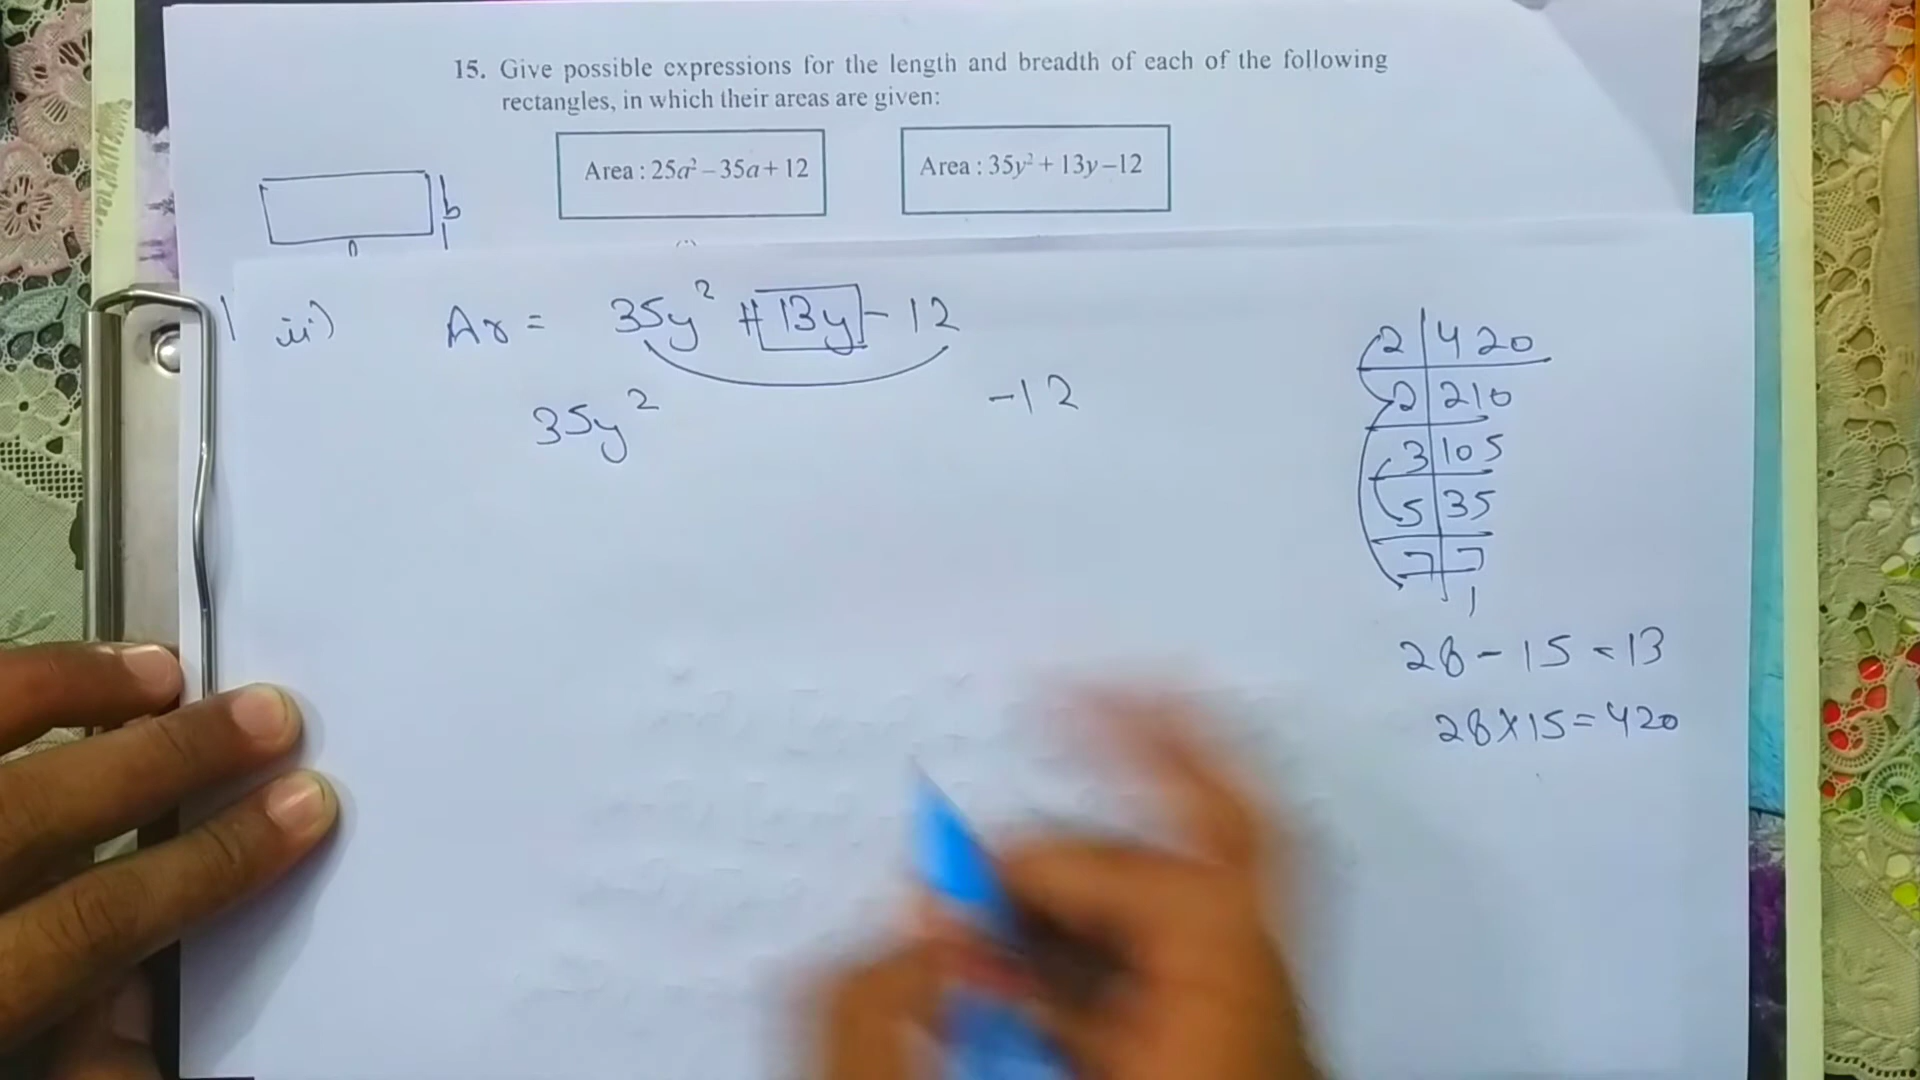 15. Give possible expressions for the length and breadth of each of the following
rectangles, in which their areas are given:
Area : 25a² – 35a + 12
Area : 35y² + 13y – 12
b
ii) Ar = 35y² + 13y - 12
35y² -12
2 | 420
2 | 210
3 | 105
5 | 35
7 | 7
1
28 - 15 = 13
28 × 15 = 420